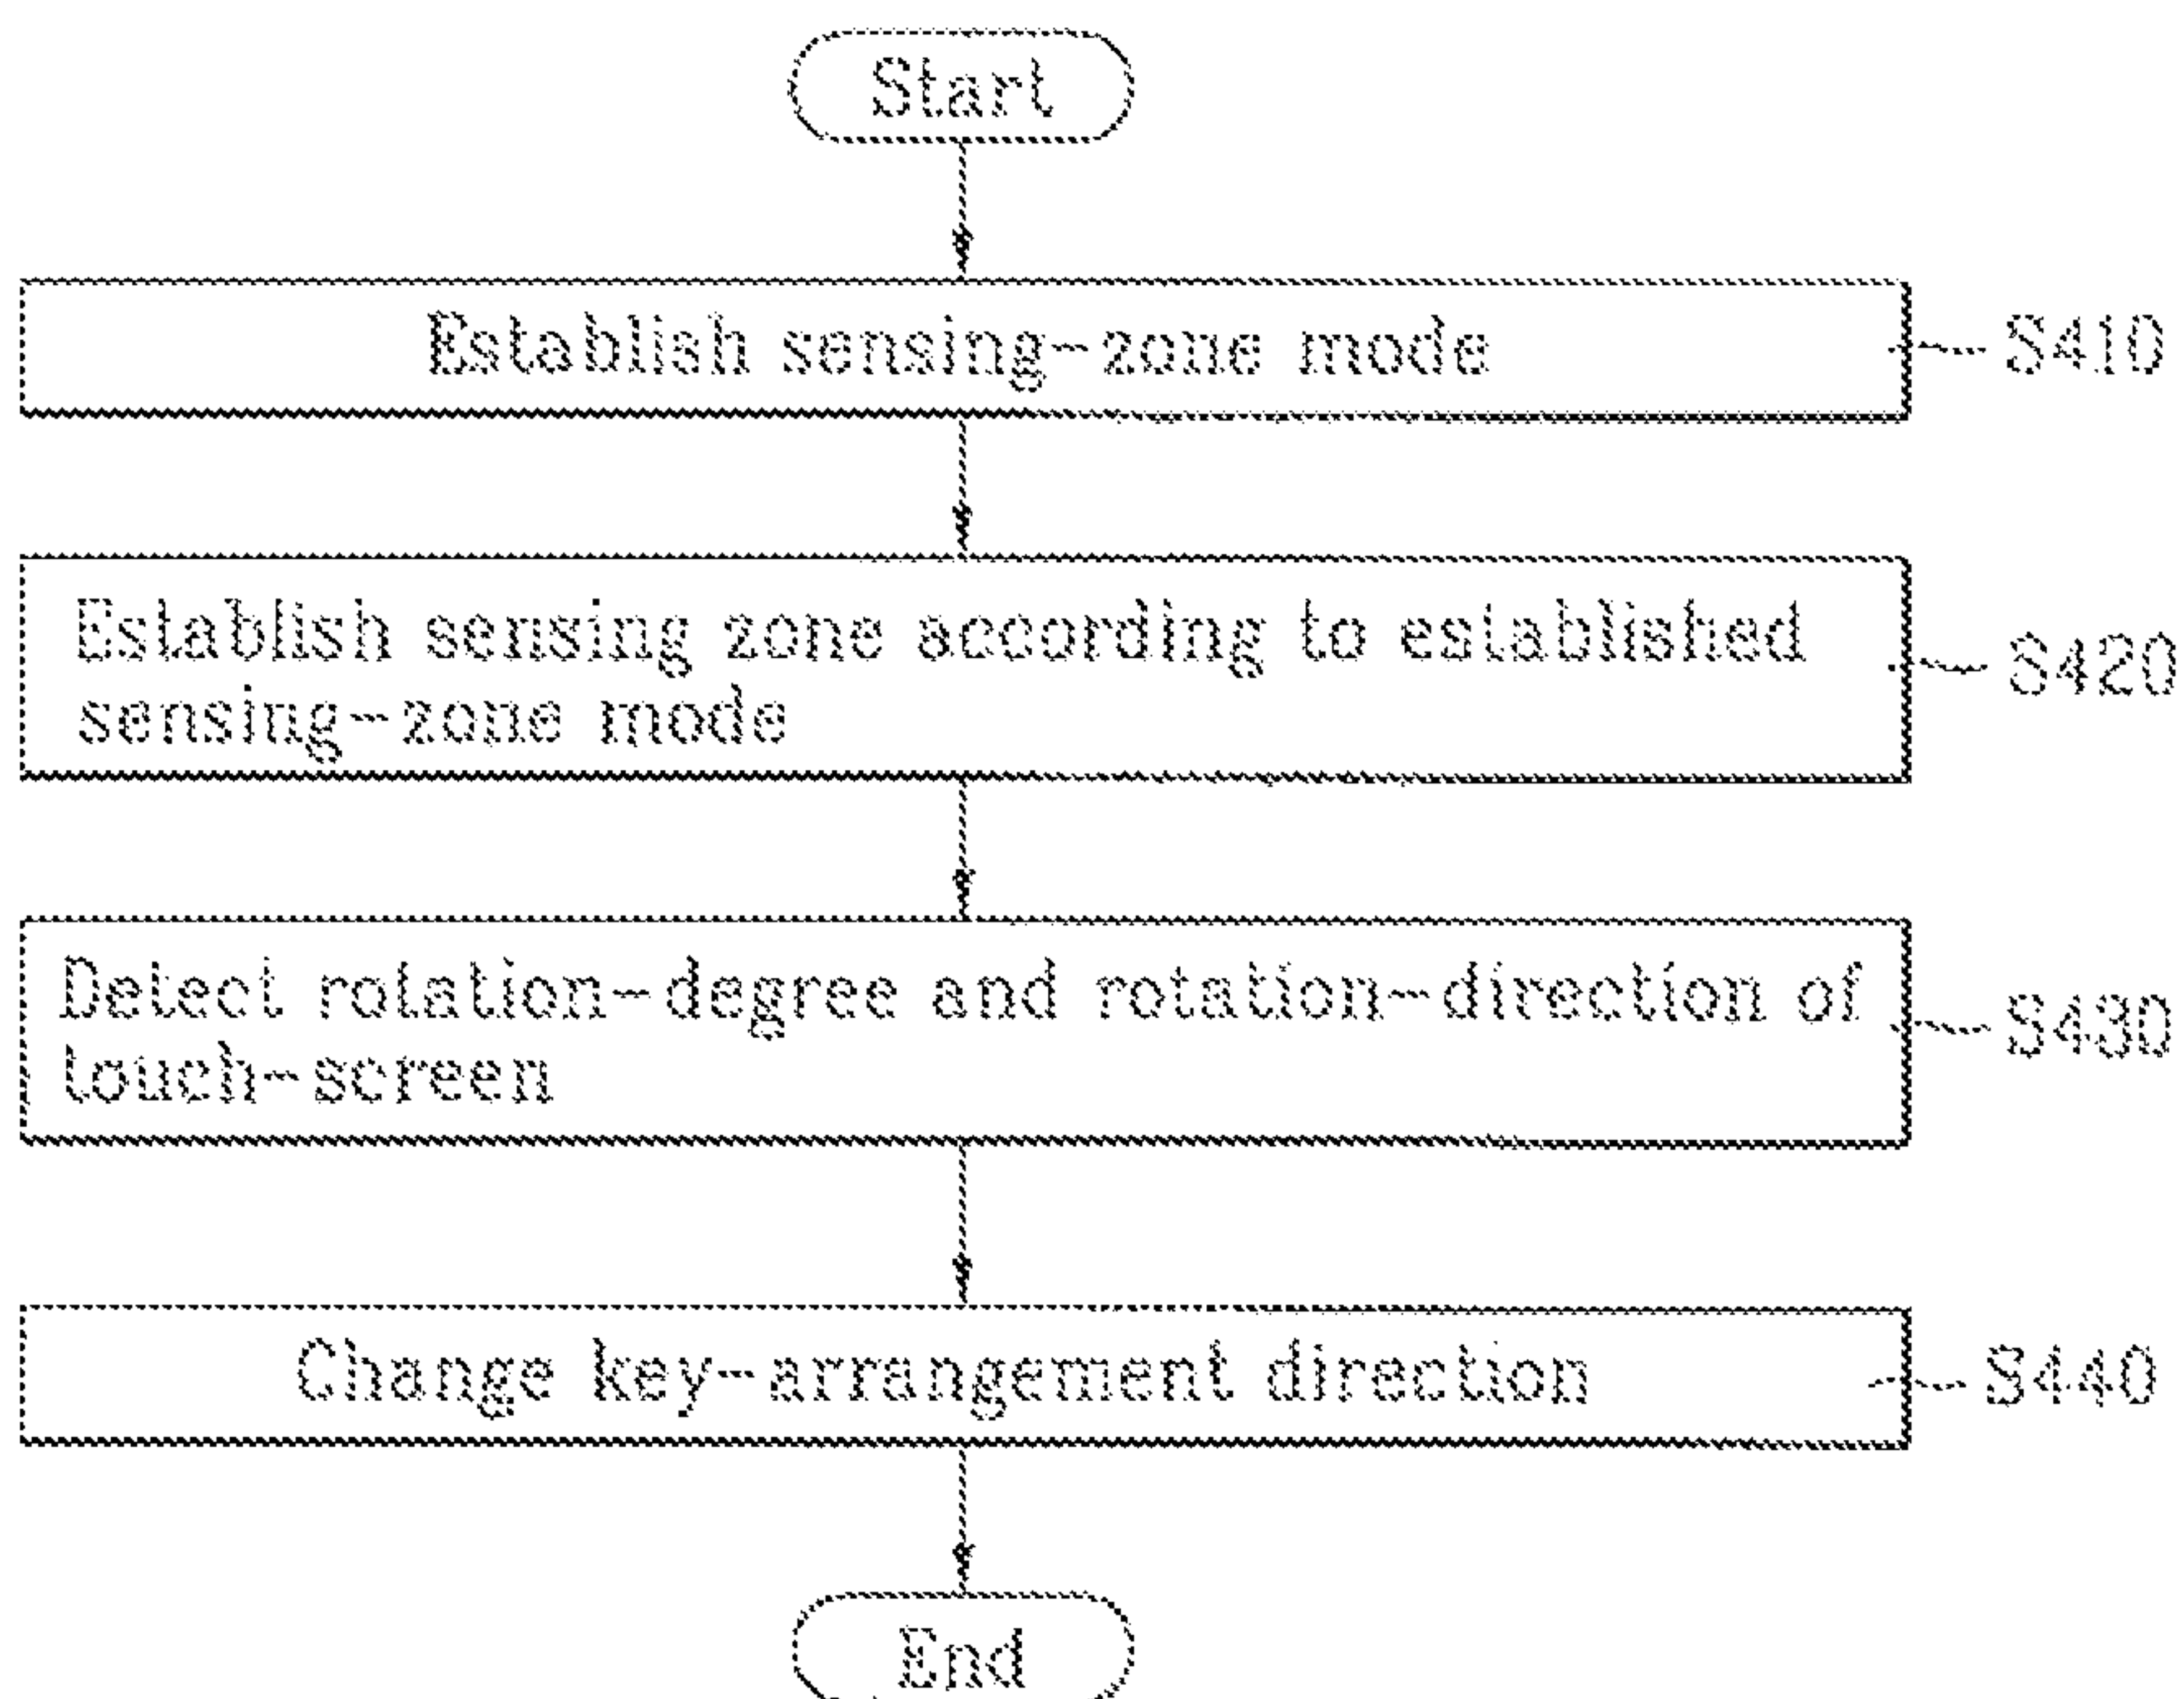 Start
Establish sensing-zone mode
S410
Establish sensing zone according to established
sensing-zone mode
S420
Detect rotation-degree and rotation-direction of
touch-screen
S430
Change key-arrangement direction
S440
End